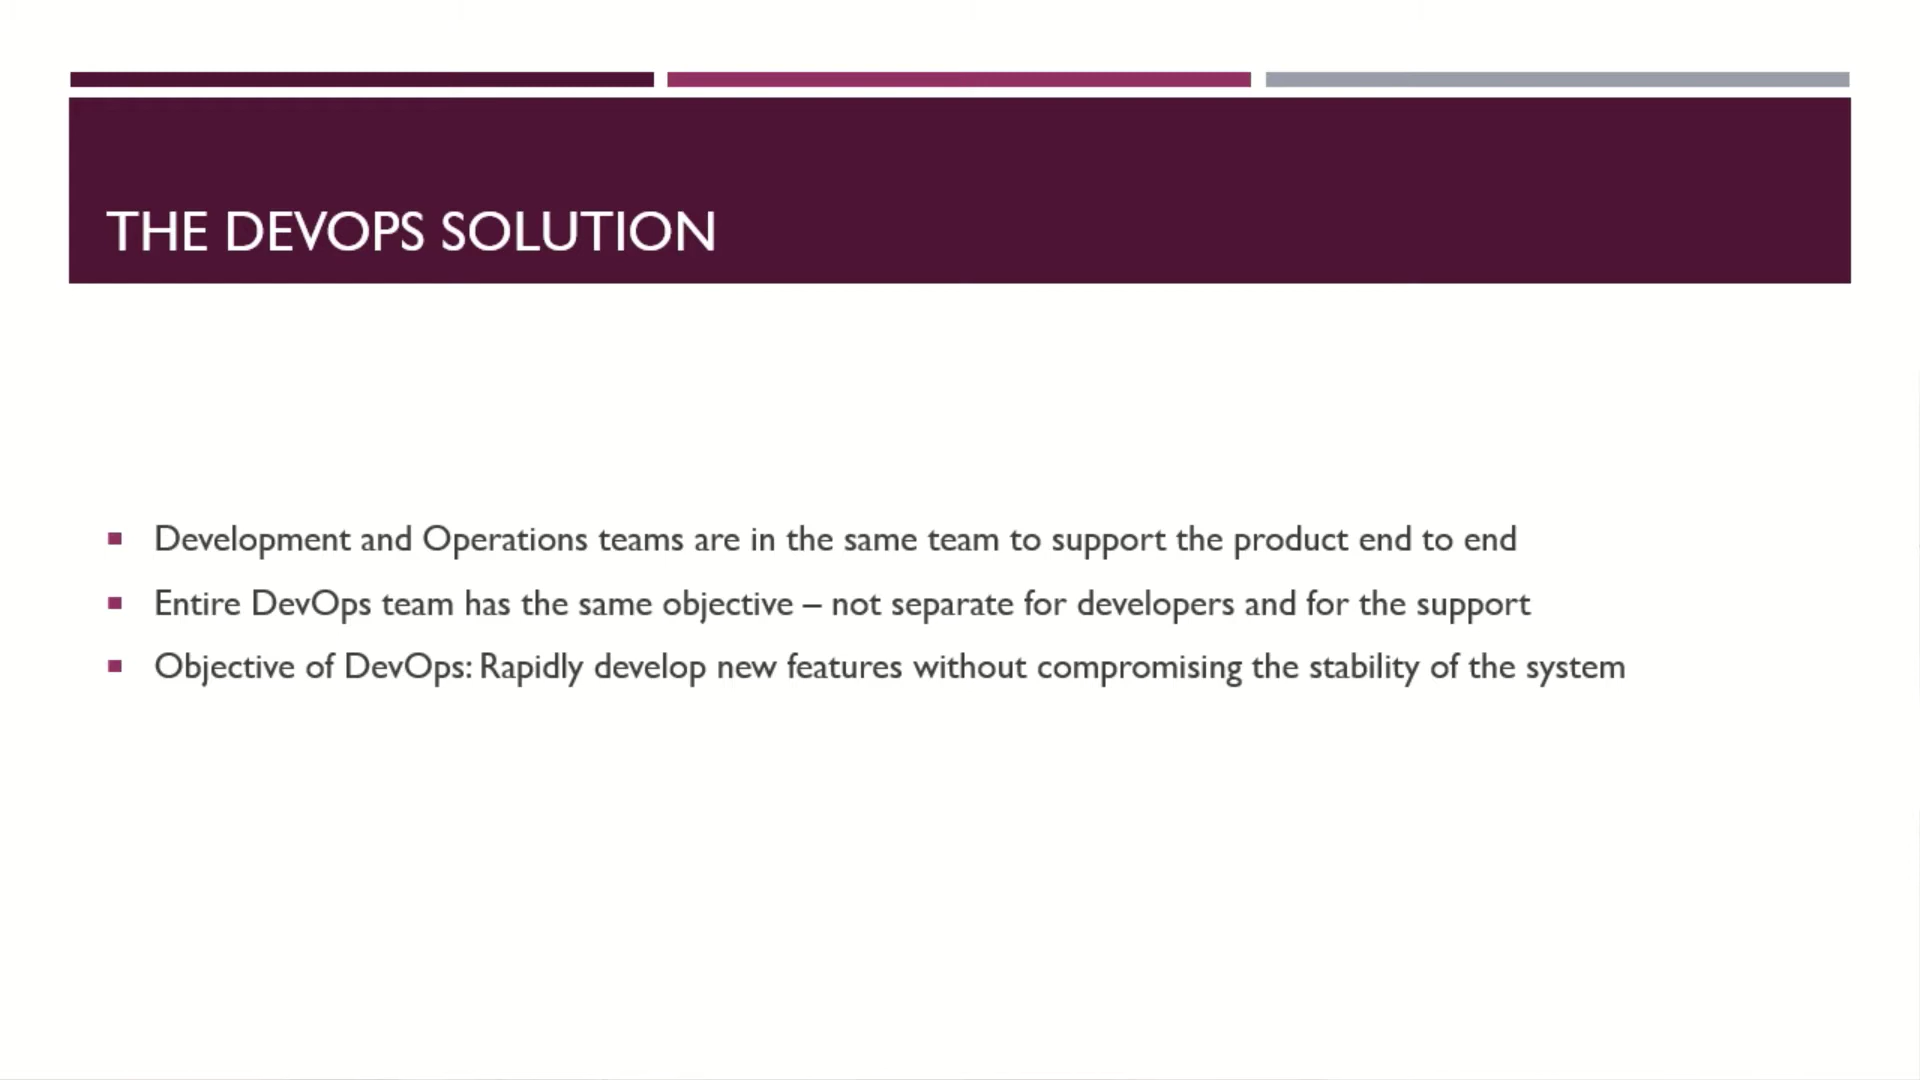 THE DEVOPS SOLUTION
Development and Operations teams are in the same team to support the product end to end
Entire DevOps team has the same objective – not separate for developers and for the support
Objective of DevOps: Rapidly develop new features without compromising the stability of the system